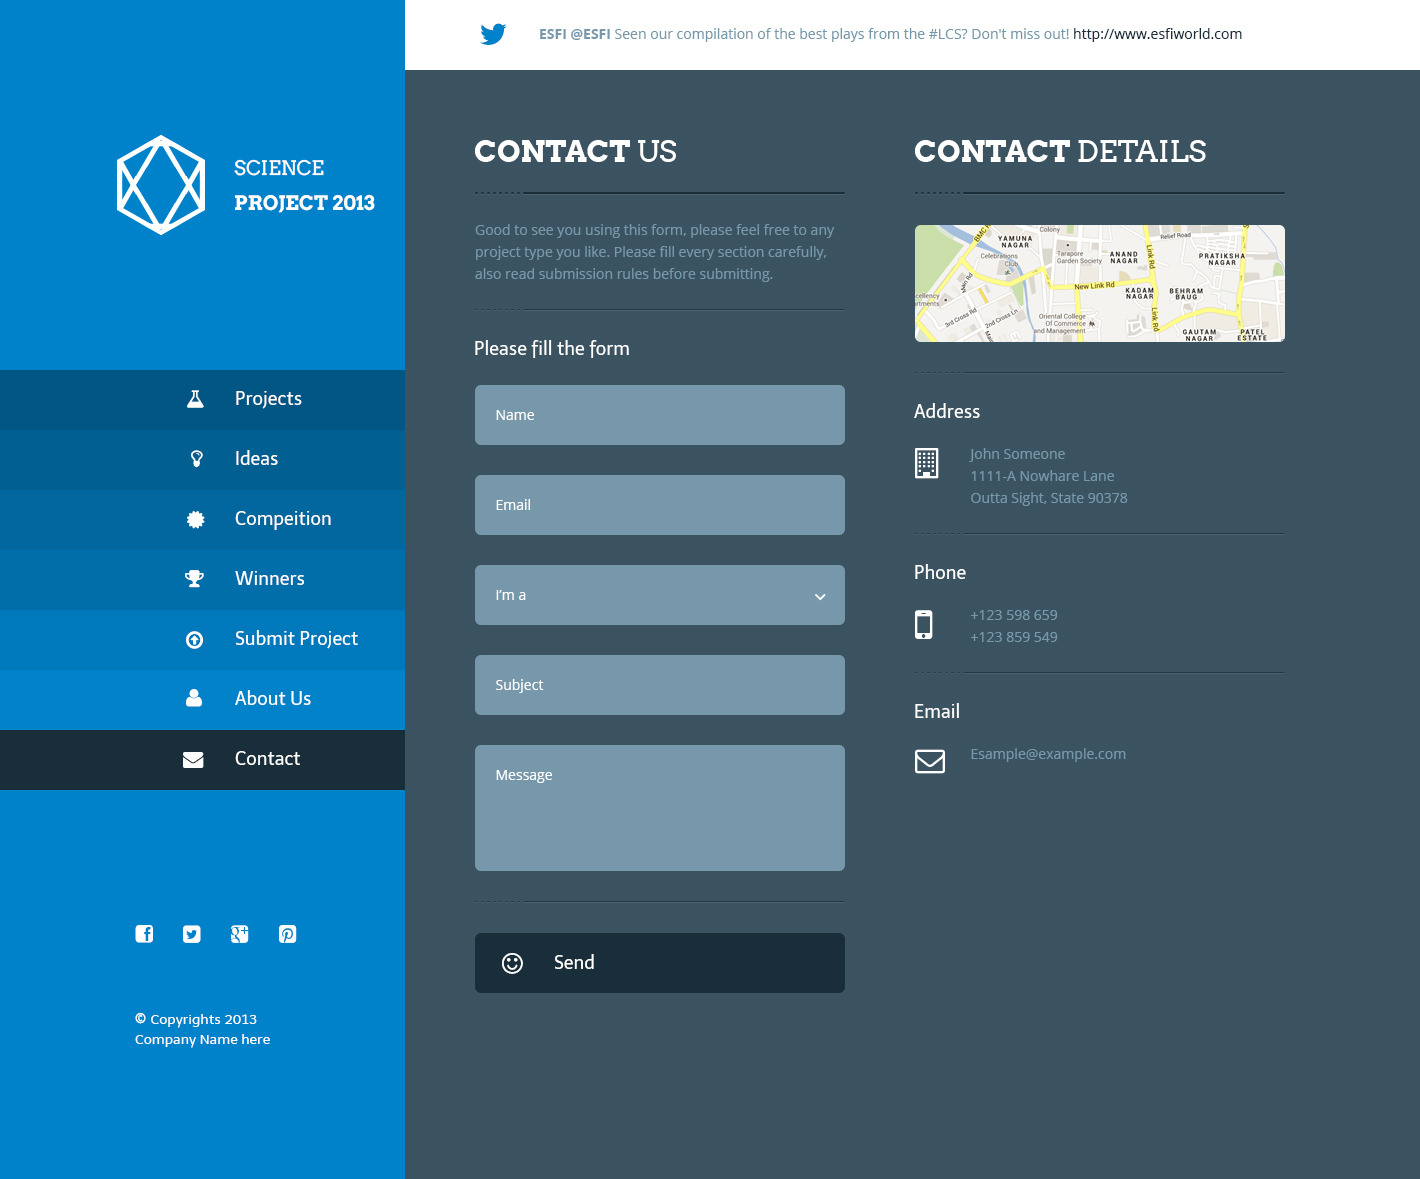 ESFI @ESFI Seen our compilation of the best plays from the #LCS? Don't miss out! http://www.esfiworld.com
SCIENCE
PROJECT 2013
Projects
Ideas
Compeition
Winners
Submit Project
About Us
Contact
© Copyrights 2013
Company Name here
CONTACT US
Good to see you using this form, please feel free to any
project type you like. Please fill every section carefully,
also read submission rules before submitting.
Please fill the form
Name
Email
I'm a
Subject
Message
Send
CONTACT DETAILS
Colony
YAMUNA
NAGAR
Celebrations
Club
Tarapore
Garden Society
ANAND
NAGAR
Relief Road
Link Rd
PRATIKSHA
NAGAR
New Link Rd
KADAM
NAGAR
BEHRAM
BAUG
3rd Cross Rd
2nd Cross Ln
Oriental College
Of Commerce
and Management
Link Rd
GAUTAM
NAGAR
PATEL
ESTATE
Address
John Someone
1111-A Nowhare Lane
Outta Sight, State 90378
Phone
+123 598 659
+123 859 549
Email
Esample@example.com